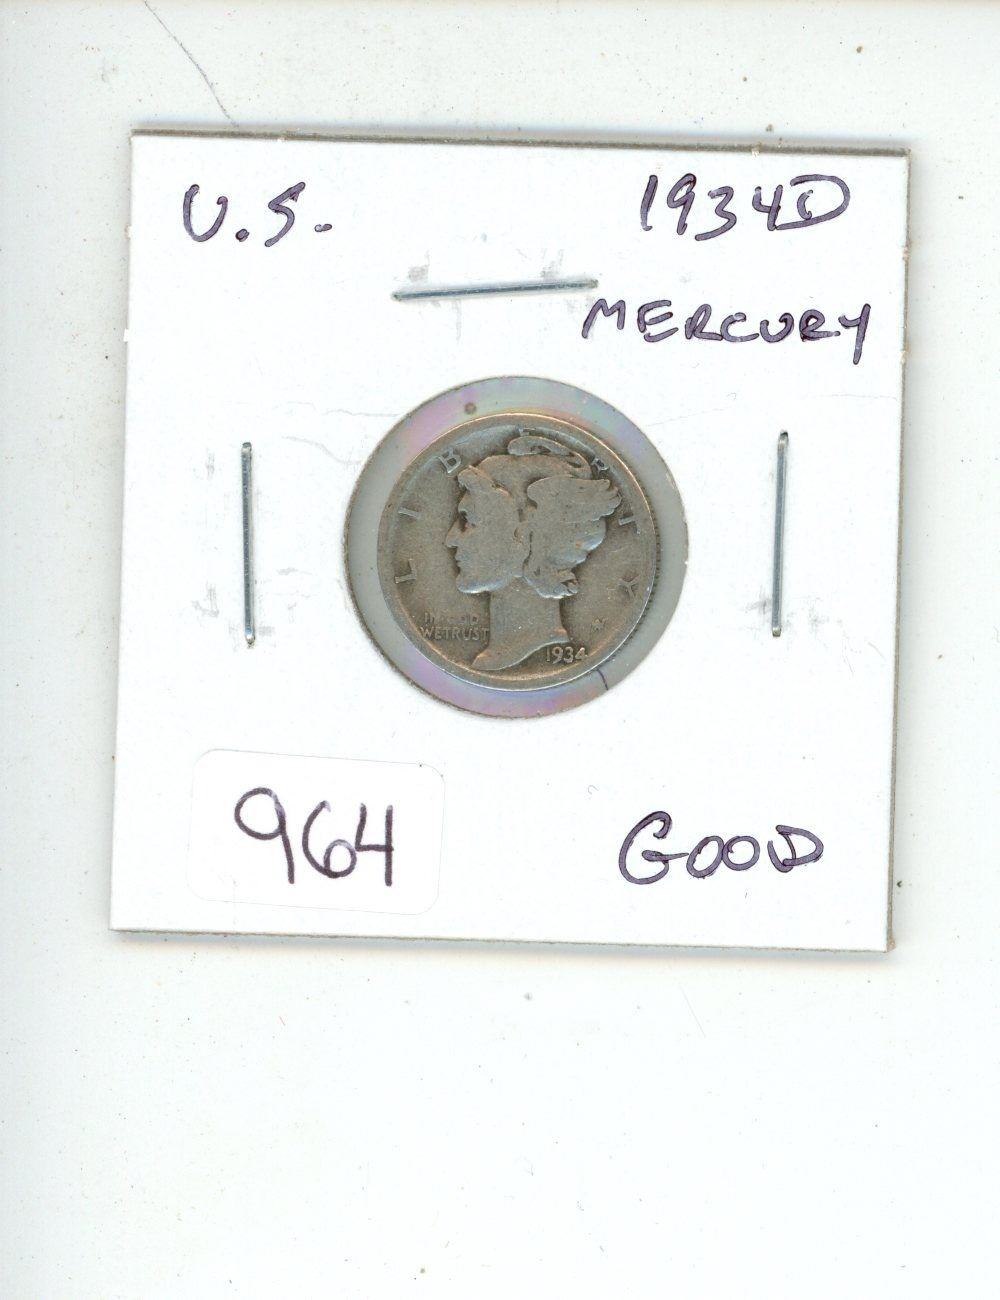 U.S. 1934D
MERCURY
LIBERTY
IN GOD
WE TRUST
1934
964
GOOD